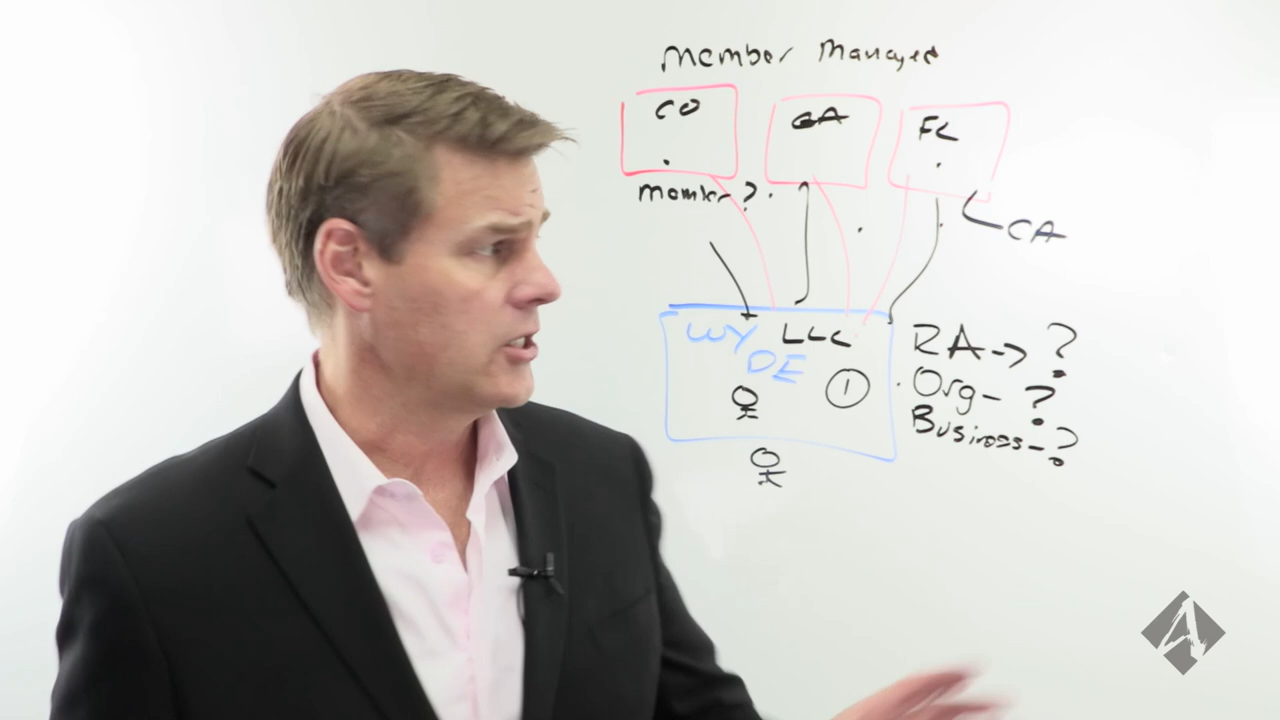 Member Managed
CO GA FL
Member?
CA
WY LLC
DE
1
RA → ?
Org - ?
Business - ?
A